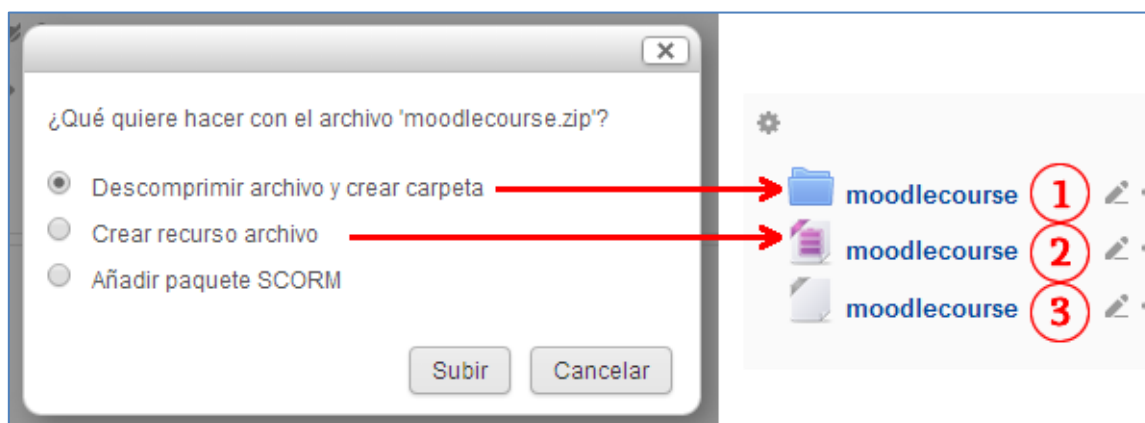 ¿Qué quiere hacer con el archivo 'moodlecourse.zip'?
Descomprimir archivo y crear carpeta
Crear recurso archivo
Añadir paquete SCORM
Subir
Cancelar
moodlecourse 1
moodlecourse 2
moodlecourse 3